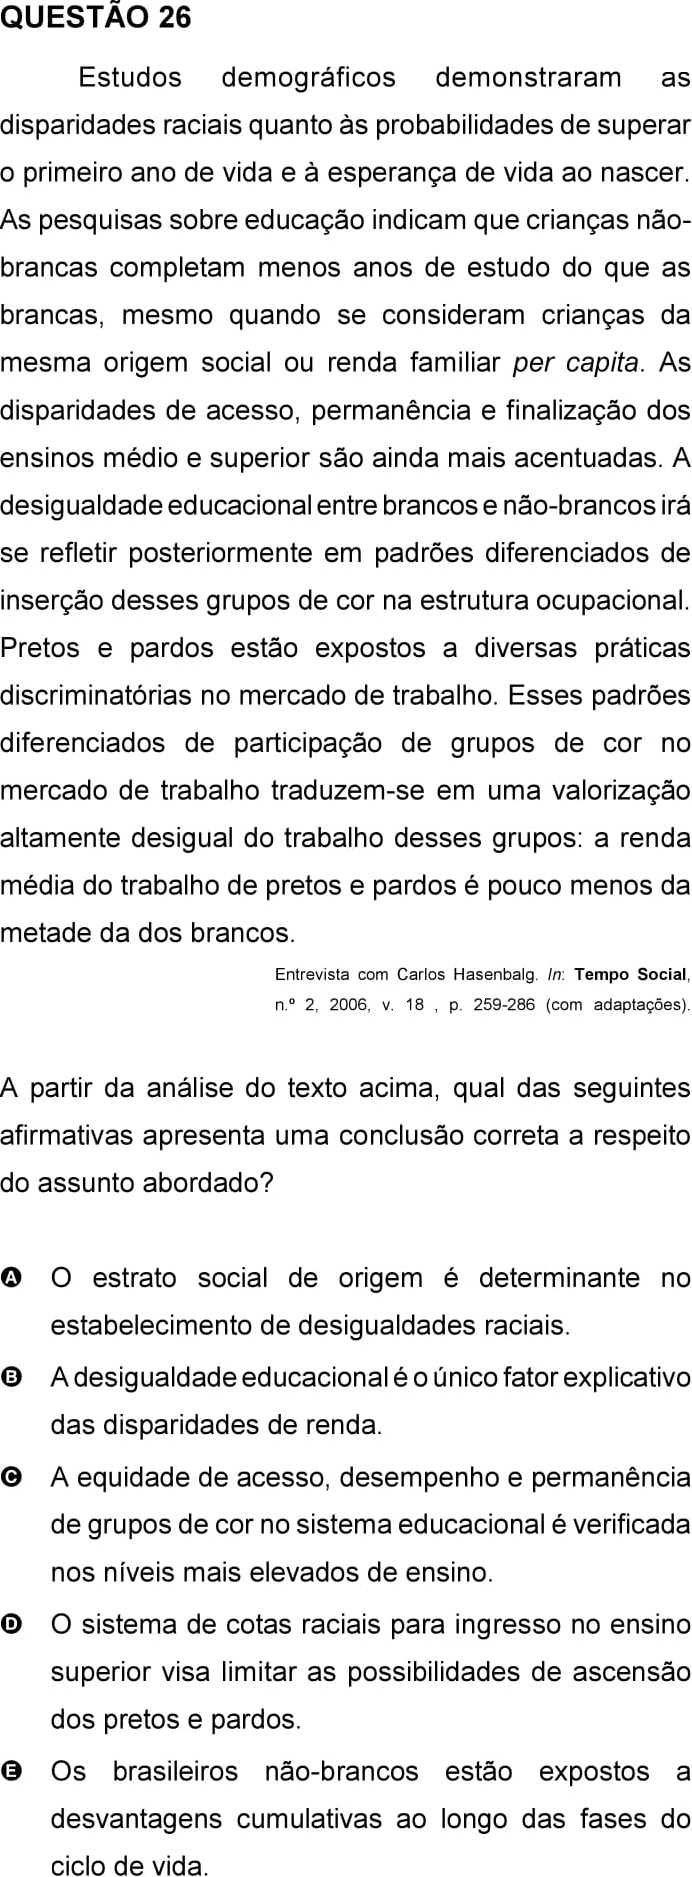 QUESTÃO 26
Estudos demográficos demonstraram as
disparidades raciais quanto às probabilidades de superar
o primeiro ano de vida e à esperança de vida ao nascer.
As pesquisas sobre educação indicam que crianças não-
brancas completam menos anos de estudo do que as
brancas, mesmo quando se consideram crianças da
mesma origem social ou renda familiar per capita. As
disparidades de acesso, permanência e finalização dos
ensinos médio e superior são ainda mais acentuadas. A
desigualdade educacional entre brancos e não-brancos irá
se refletir posteriormente em padrões diferenciados de
inserção desses grupos de cor na estrutura ocupacional.
Pretos e pardos estão expostos a diversas práticas
discriminatórias no mercado de trabalho. Esses padrões
diferenciados de participação de grupos de cor no
mercado de trabalho traduzem-se em uma valorização
altamente desigual do trabalho desses grupos: a renda
média do trabalho de pretos e pardos é pouco menos da
metade da dos brancos.
Entrevista com Carlos Hasenbalg. In: Tempo Social,
n.º 2, 2006, v. 18 , p. 259-286 (com adaptações).
A partir da análise do texto acima, qual das seguintes
afirmativas apresenta uma conclusão correta a respeito
do assunto abordado?
A O estrato social de origem é determinante no
estabelecimento de desigualdades raciais.
B A desigualdade educacional é o único fator explicativo
das disparidades de renda.
C A equidade de acesso, desempenho e permanência
de grupos de cor no sistema educacional é verificada
nos níveis mais elevados de ensino.
D O sistema de cotas raciais para ingresso no ensino
superior visa limitar as possibilidades de ascensão
dos pretos e pardos.
E Os brasileiros não-brancos estão expostos a
desvantagens cumulativas ao longo das fases do
ciclo de vida.